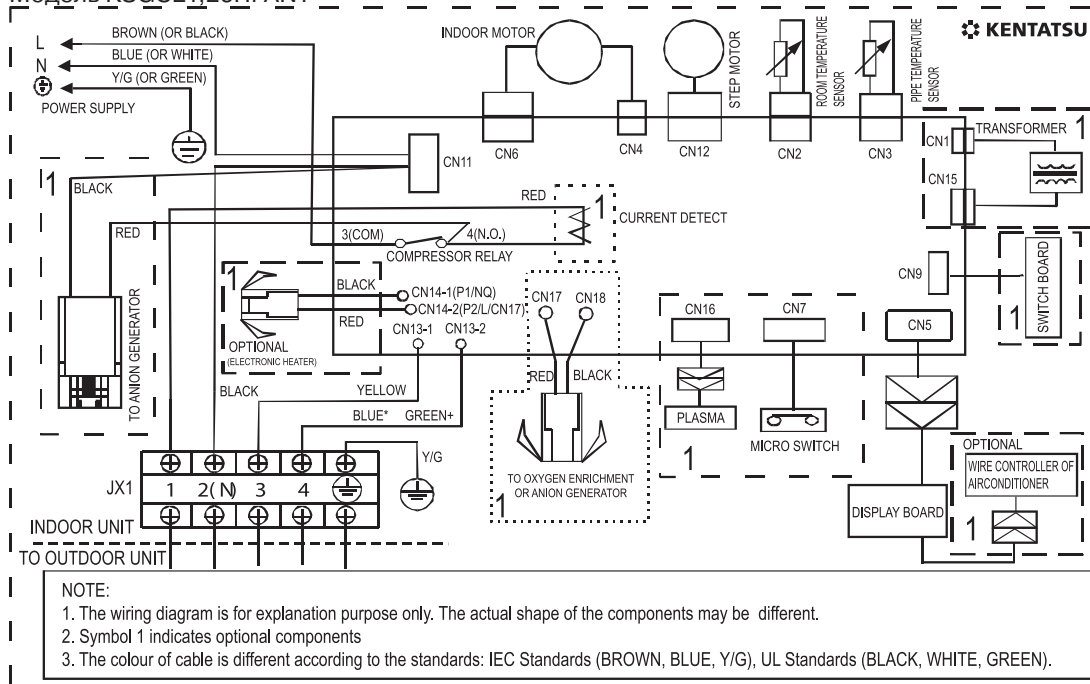 L
BROWN (OR BLACK)
N
BLUE (OR WHITE)
Y/G (OR GREEN)
POWER SUPPLY
INDOOR MOTOR
STEP MOTOR
ROOM TEMPERATURE
SENSOR
PIPE TEMPERATURE
SENSOR
KENTATSU
CN6
CN4
CN12
CN2
CN3
CN1
TRANSFORMER
1
CN15
CN11
1
BLACK
RED
TO ANION GENERATOR
RED
1
CURRENT DETECT
3(COM)
4(N.O.)
COMPRESSOR RELAY
CN9
SWITCH BOARD
1
1
BLACK
RED
OPTIONAL
(ELECTRONIC HEATER)
CN14-1(P1/NQ)
CN14-2(P2/L/CN17)
CN13-1
CN13-2
CN17
CN18
RED
BLACK
TO OXYGEN ENRICHMENT
OR ANION GENERATOR
1
CN16
CN7
PLASMA
MICRO SWITCH
1
CN5
DISPLAY BOARD
OPTIONAL
WIRE CONTROLLER OF
AIRCONDITIONER
1
BLACK
YELLOW
BLUE*
GREEN+
Y/G
JX1
1
2(N)
3
4
INDOOR UNIT
TO OUTDOOR UNIT
NOTE:
1. The wiring diagram is for explanation purpose only. The actual shape of the components may be different.
2. Symbol 1 indicates optional components
3. The colour of cable is different according to the standards: IEC Standards (BROWN, BLUE, Y/G), UL Standards (BLACK, WHITE, GREEN).